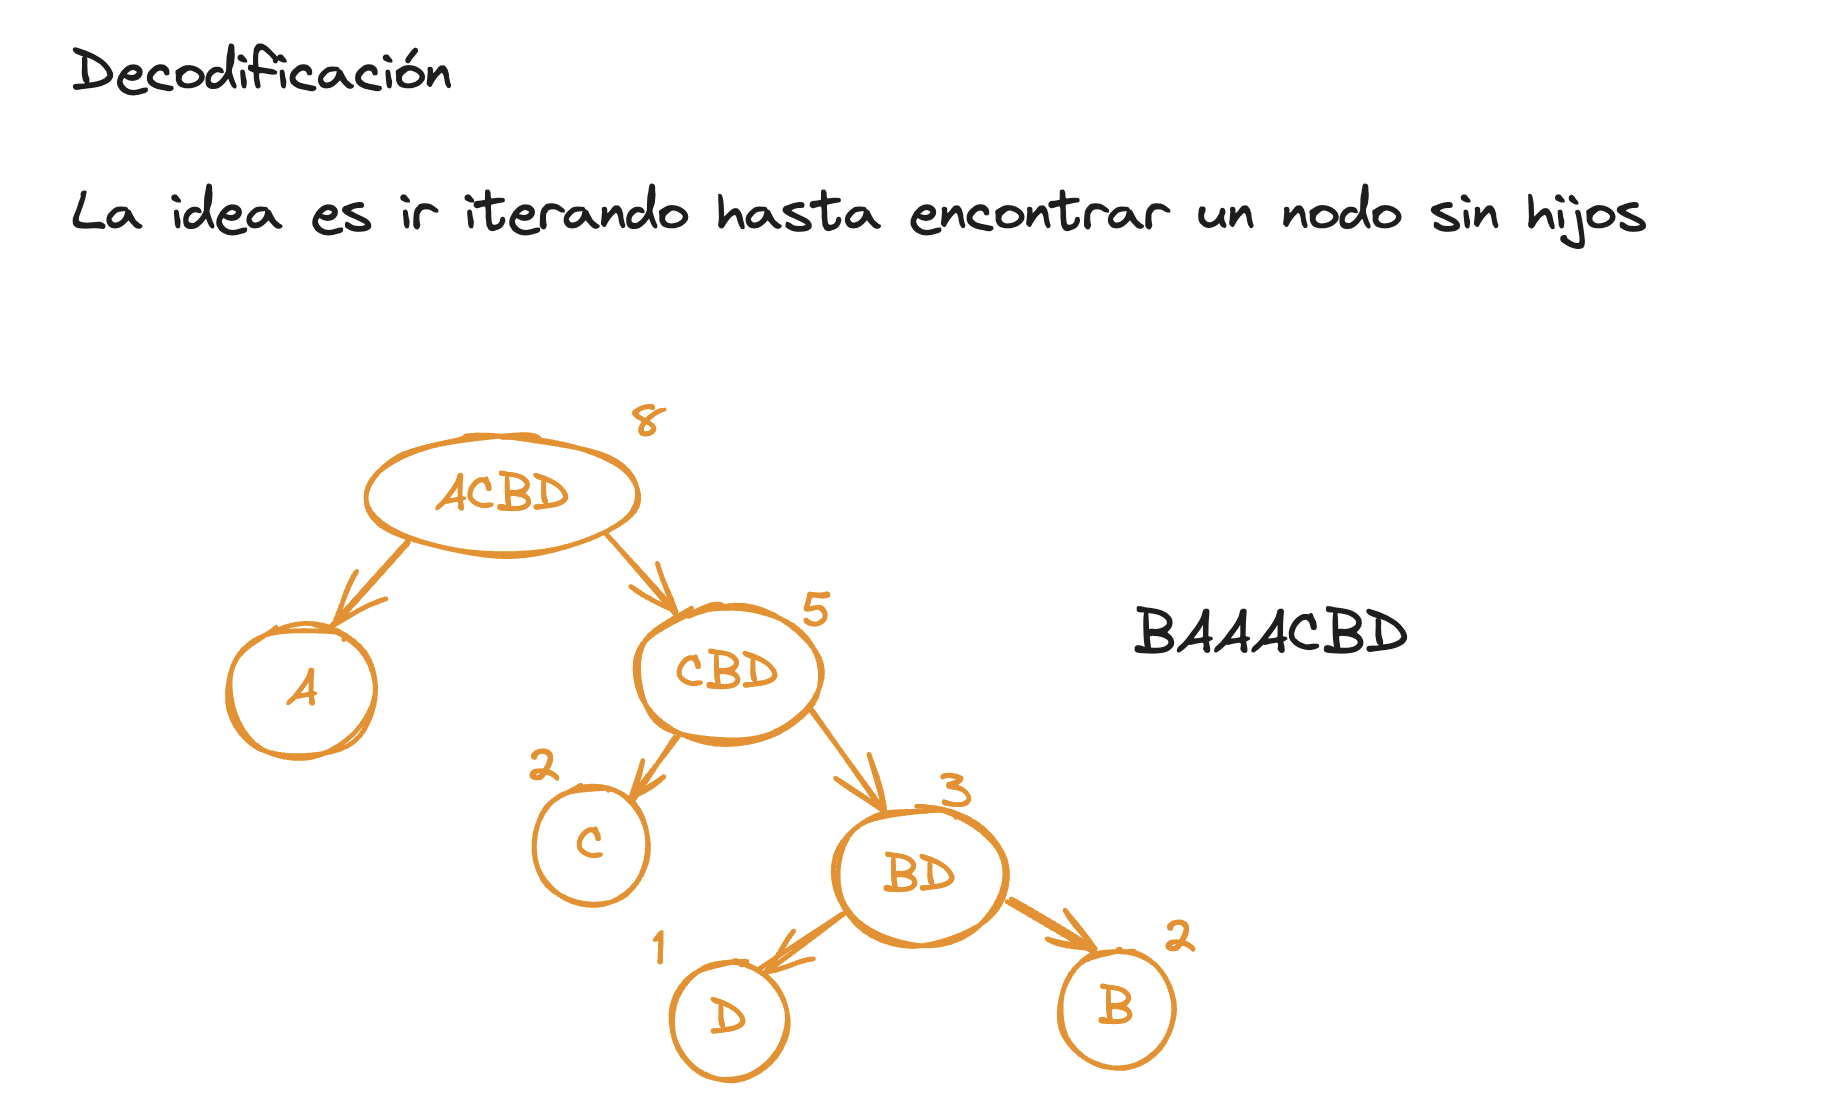 Decodificación
La idea es ir iterando hasta encontrar un nodo sin hijos
8
ACBD
5
CBD
BAAACBD
A
2
3
C
BD
1
2
D
B